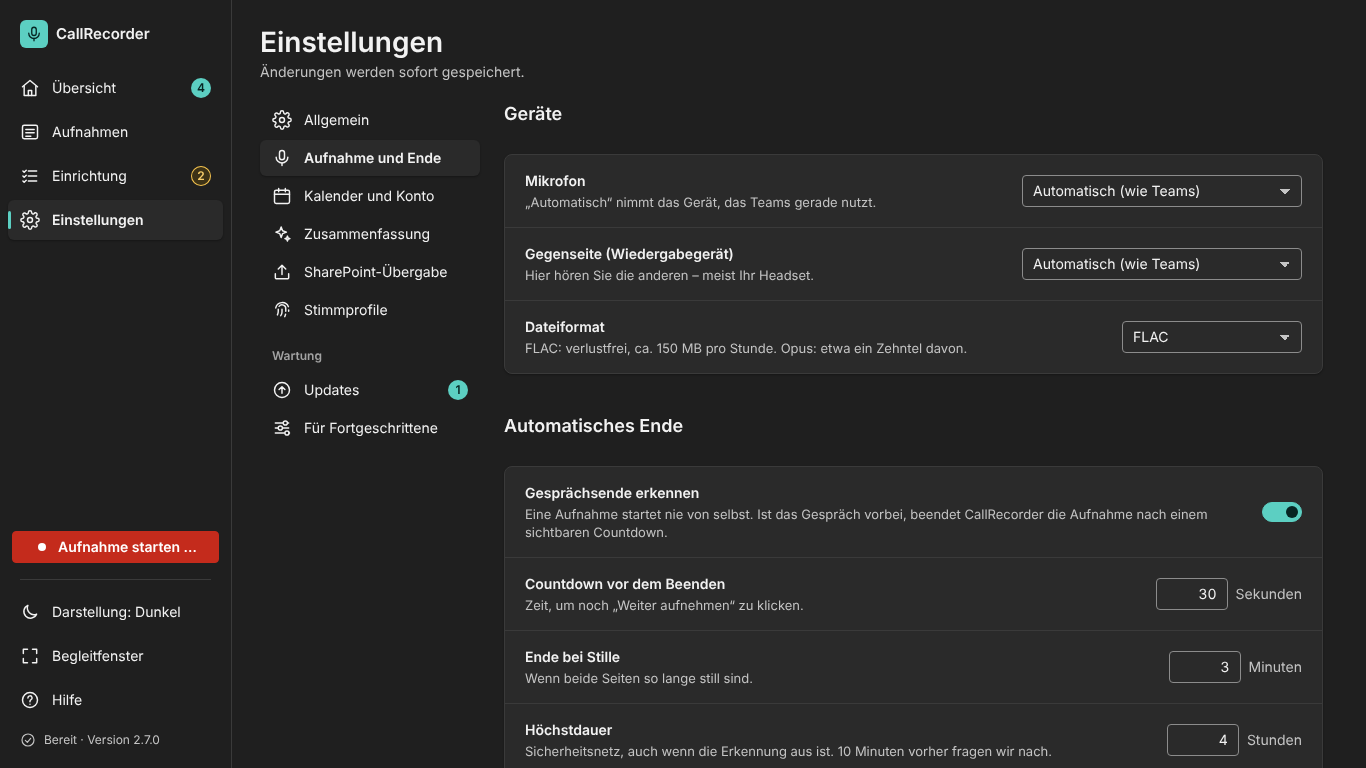 CallRecorder
Übersicht
4
Aufnahmen
Einrichtung
2
Einstellungen
Aufnahme starten ...
Darstellung: Dunkel
Begleitfenster
Hilfe
Bereit · Version 2.7.0
Einstellungen
Änderungen werden sofort gespeichert.
Allgemein
Aufnahme und Ende
Kalender und Konto
Zusammenfassung
SharePoint-Übergabe
Stimmprofile
Wartung
Updates
1
Für Fortgeschrittene
Geräte
Mikrofon
„Automatisch“ nimmt das Gerät, das Teams gerade nutzt.
Automatisch (wie Teams)
Gegenseite (Wiedergabegerät)
Hier hören Sie die anderen – meist Ihr Headset.
Automatisch (wie Teams)
Dateiformat
FLAC: verlustfrei, ca. 150 MB pro Stunde. Opus: etwa ein Zehntel davon.
FLAC
Automatisches Ende
Gesprächsende erkennen
Eine Aufnahme startet nie von selbst. Ist das Gespräch vorbei, beendet CallRecorder die Aufnahme nach einem
sichtbaren Countdown.
Countdown vor dem Beenden
Zeit, um noch „Weiter aufnehmen“ zu klicken.
30 Sekunden
Ende bei Stille
Wenn beide Seiten so lange still sind.
3 Minuten
Höchstdauer
Sicherheitsnetz, auch wenn die Erkennung aus ist. 10 Minuten vorher fragen wir nach.
4 Stunden